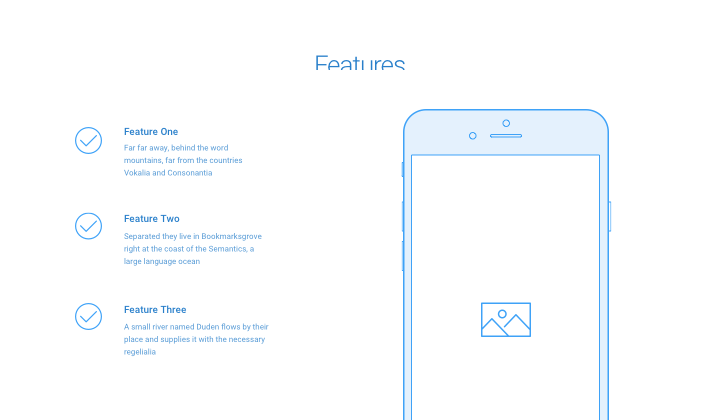 Features
Feature One
Far far away, behind the word
mountains, far from the countries
Vokalia and Consonantia
Feature Two
Separated they live in Bookmarksgrove
right at the coast of the Semantics, a
large language ocean
Feature Three
A small river named Duden flows by their
place and supplies it with the necessary
regelialia